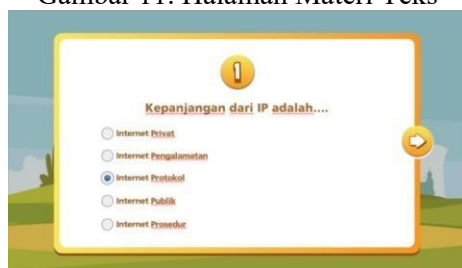 Gambar 11. Halaman Materi Teks
1
Kepanjangan dari IP adalah....
Internet Privat
Internet Pengalamatan
Internet Protokol
Internet Publik
Internet Prosedur